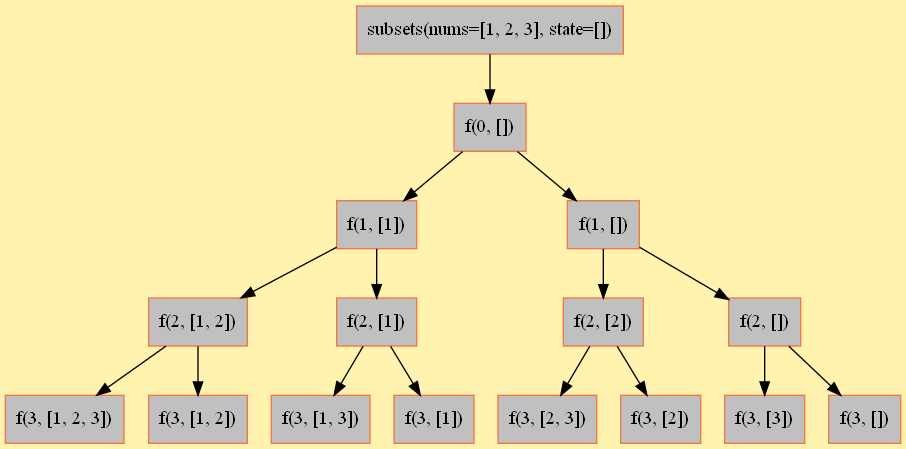 subsets(nums=[1, 2, 3], state=[])
f(0, [])
f(1, [1])
f(1, [])
f(2, [1, 2])
f(2, [1])
f(2, [2])
f(2, [])
f(3, [1, 2, 3])
f(3, [1, 2])
f(3, [1, 3])
f(3, [1])
f(3, [2, 3])
f(3, [2])
f(3, [3])
f(3, [])